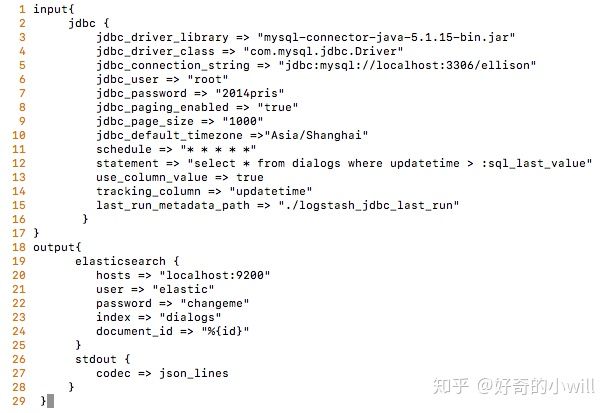 1 input{
2 jdbc {
3 jdbc_driver_library => "mysql-connector-java-5.1.15-bin.jar"
4 jdbc_driver_class => "com.mysql.jdbc.Driver"
5 jdbc_connection_string => "jdbc:mysql://localhost:3306/ellison"
6 jdbc_user => "root"
7 jdbc_password => "2014pris"
8 jdbc_paging_enabled => "true"
9 jdbc_page_size => "1000"
10 jdbc_default_timezone =>"Asia/Shanghai"
11 schedule => "* * * * *"
12 statement => "select * from dialogs where updatetime > :sql_last_value"
13 use_column_value => true
14 tracking_column => "updatetime"
15 last_run_metadata_path => "./logstash_jdbc_last_run"
16 }
17 }
18 output{
19 elasticsearch {
20 hosts => "localhost:9200"
21 user => "elastic"
22 password => "changeme"
23 index => "dialogs"
24 document_id => "%{id}"
25 }
26 stdout {
27 codec => json_lines
28 }
29 }
知乎 @好奇的小will